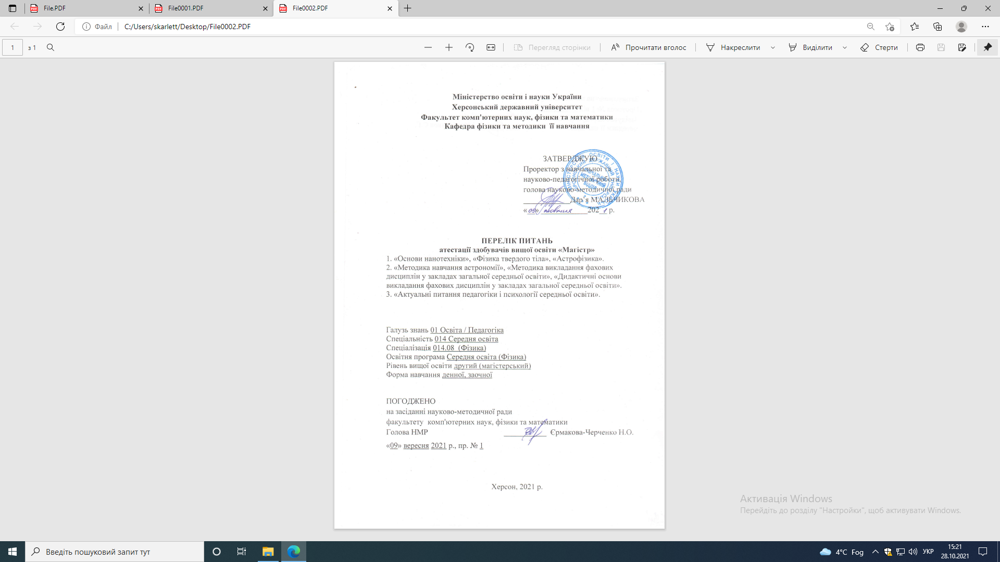 File.PDF
File0001.PDF
File0002.PDF
Файл
C:/Users/skarlett/Desktop/File0002.PDF
1
з 1
Перегляд сторінки
Прочитати вголос
Накреслити
Виділити
Стерти
Міністерство освіти і науки України
Херсонський державний університет
Факультет комп'ютерних наук, фізики та математики
Кафедра фізики та методики її навчання
ЗАТВЕРДЖУЮ
Проректор з навчальної та
науково-педагогічної роботи,
голова науково-методичної ради
Дар'я МАЛЬЧИКОВА
«05» жовтня 2021 р.
ПЕРЕЛІК ПИТАНЬ
атестації здобувачів вищої освіти «Магістр»
1. «Основи нанотехніки», «Фізика твердого тіла», «Астрофізика».
2. «Методика навчання астрономії», «Методика викладання фахових
дисциплін у закладах загальної середньої освіти», «Дидактичні основи
викладання фахових дисциплін у закладах загальної середньої освіти».
3. «Актуальні питання педагогіки і психології середньої освіти».
Галузь знань 01 Освіта / Педагогіка
Спеціальність 014 Середня освіта
Спеціалізація 014.08 (Фізика)
Освітня програма Середня освіта (Фізика)
Рівень вищої освіти другий (магістерський)
Форма навчання денної, заочної
ПОГОДЖЕНО
на засіданні науково-методичної ради
факультету комп'ютерних наук, фізики та математики
Голова НМР Єрмакова-Черченко Н.О.
«09» вересня 2021 р., пр. № 1
Херсон, 2021 р.
Активація Windows
Перейдіть до розділу "Настройки", щоб активувати Windows.
Введіть пошуковий запит тут
4°C Fog
УКР
15:21
28.10.2021